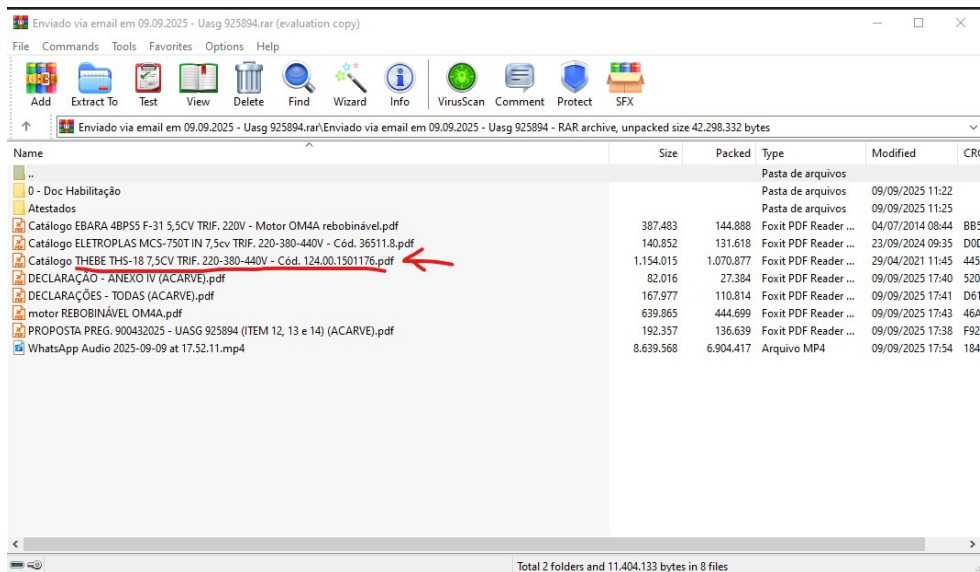 Enviado via email em 09.09.2025 - Uasg 925894.rar (evaluation copy)
File Commands Tools Favorites Options Help
Add Extract To Test View Delete Find Wizard Info VirusScan Comment Protect SFX
Enviado via email em 09.09.2025 - Uasg 925894.rar\Enviado via email em 09.09.2025 - Uasg 925894 - RAR archive, unpacked size 42.298.332 bytes
Name Size Packed Type Modified CRC
.. Pasta de arquivos
0 - Doc Habilitação Pasta de arquivos 09/09/2025 11:22
Atestados Pasta de arquivos 09/09/2025 11:25
Catálogo EBARA 4BPS5 F-31 5,5CV TRIF. 220V - Motor OM4A rebobinável.pdf 387.483 144.888 Foxit PDF Reader ... 04/07/2014 08:44 BB5
Catálogo ELETROPLAS MCS-750T IN 7,5cv TRIF. 220-380-440V - Cód. 36511.8.pdf 140.852 131.618 Foxit PDF Reader ... 23/09/2024 09:35 D0D
Catálogo THEBE THS-18 7,5CV TRIF. 220-380-440V - Cód. 124.00.1501176.pdf 1.154.015 1.070.877 Foxit PDF Reader ... 29/04/2021 11:45 445
DECLARAÇÃO - ANEXO IV (ACARVE).pdf 82.016 27.384 Foxit PDF Reader ... 09/09/2025 17:40 520
DECLARAÇÕES - TODAS (ACARVE).pdf 167.977 110.814 Foxit PDF Reader ... 09/09/2025 17:41 D61
motor REBOBINÁVEL OM4A.pdf 639.865 444.699 Foxit PDF Reader ... 09/09/2025 17:43 46A
PROPOSTA PREG. 900432025 - UASG 925894 (ITEM 12, 13 e 14) (ACARVE).pdf 192.357 136.639 Foxit PDF Reader ... 09/09/2025 17:38 F92
WhatsApp Audio 2025-09-09 at 17.52.11.mp4 8.639.568 6.904.417 Arquivo MP4 09/09/2025 17:54 184
Total 2 folders and 11.404.133 bytes in 8 files